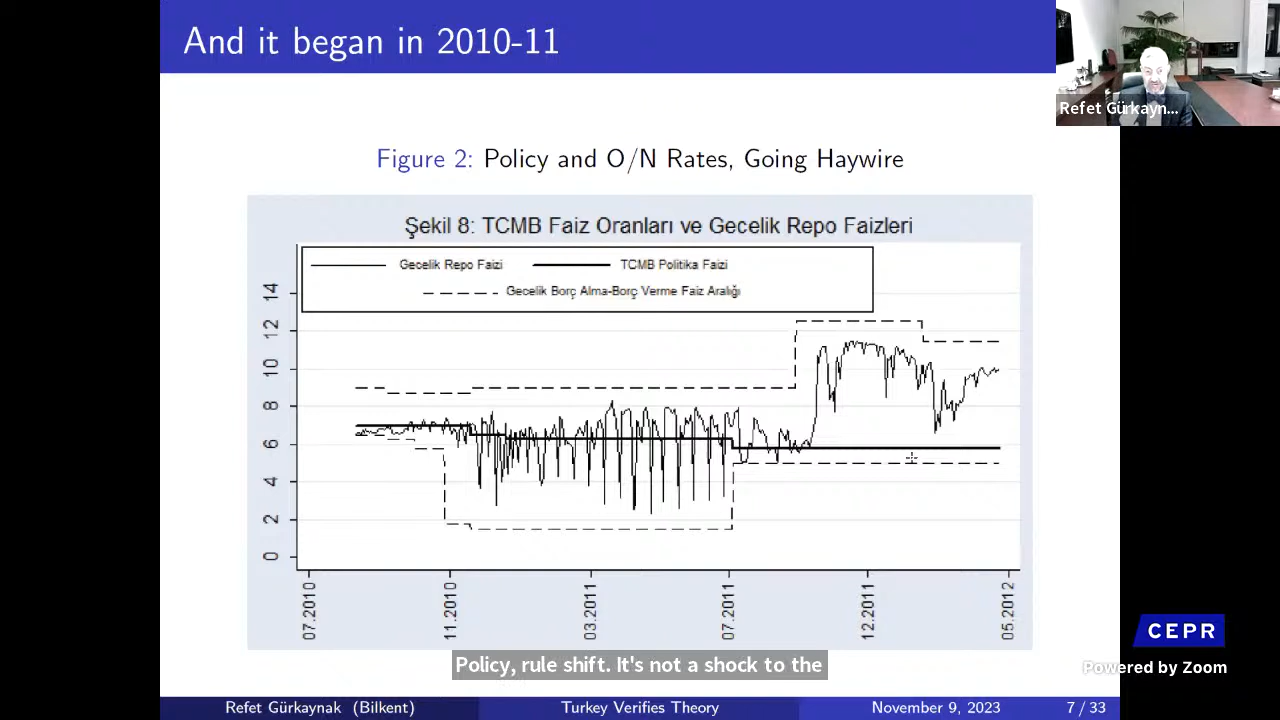 And it began in 2010-11
Refet Gürkayn...
Figure 2: Policy and O/N Rates, Going Haywire
Şekil 8: TCMB Faiz Oranları ve Gecelik Repo Faizleri
Gecelik Repo Faizi
TCMB Politika Faizi
Gecelik Borç Alma-Borç Verme Faiz Aralığı
14
12
10
8
6
4
2
0
07.2010
11.2010
03.2011
07.2011
12.2011
05.2012
CEPR
Policy, rule shift. It's not a shock to the
Powered by Zoom
Refet Gürkaynak (Bilkent)
Turkey Verifies Theory
November 9, 2023
7 / 33